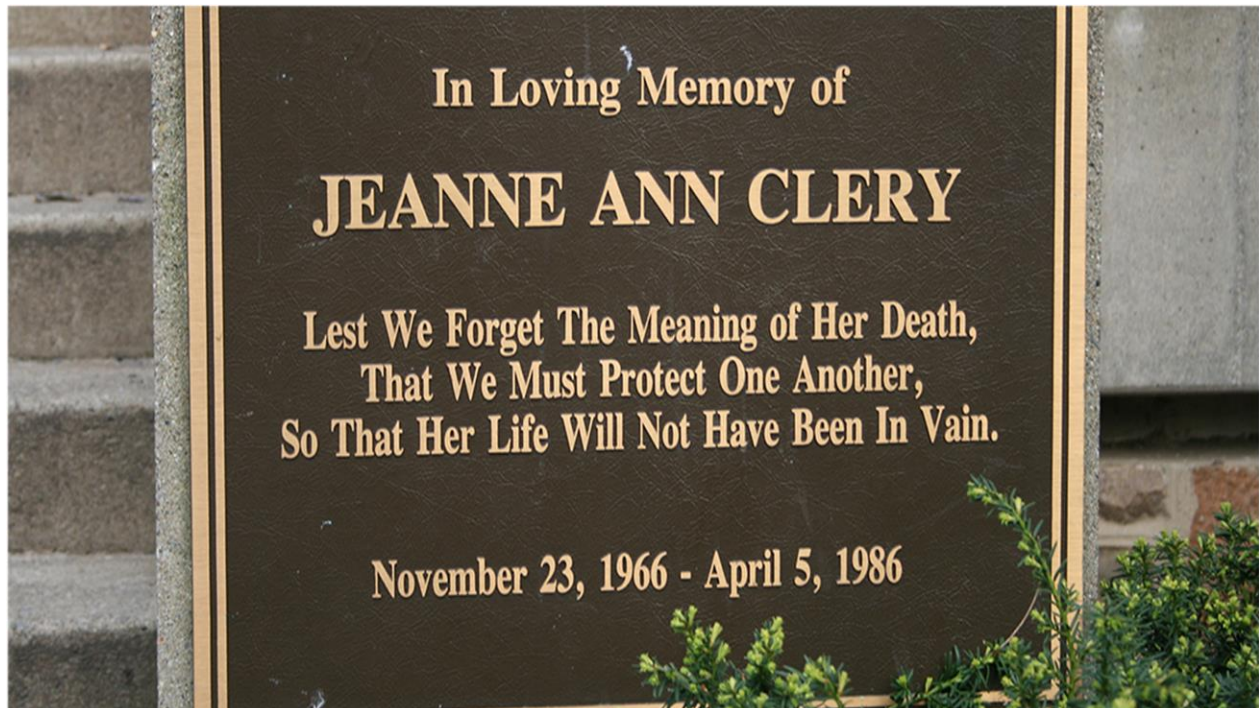 In Loving Memory of
JEANNE ANN CLERY
Lest We Forget The Meaning of Her Death,
That We Must Protect One Another,
So That Her Life Will Not Have Been In Vain.
November 23, 1966 - April 5, 1986